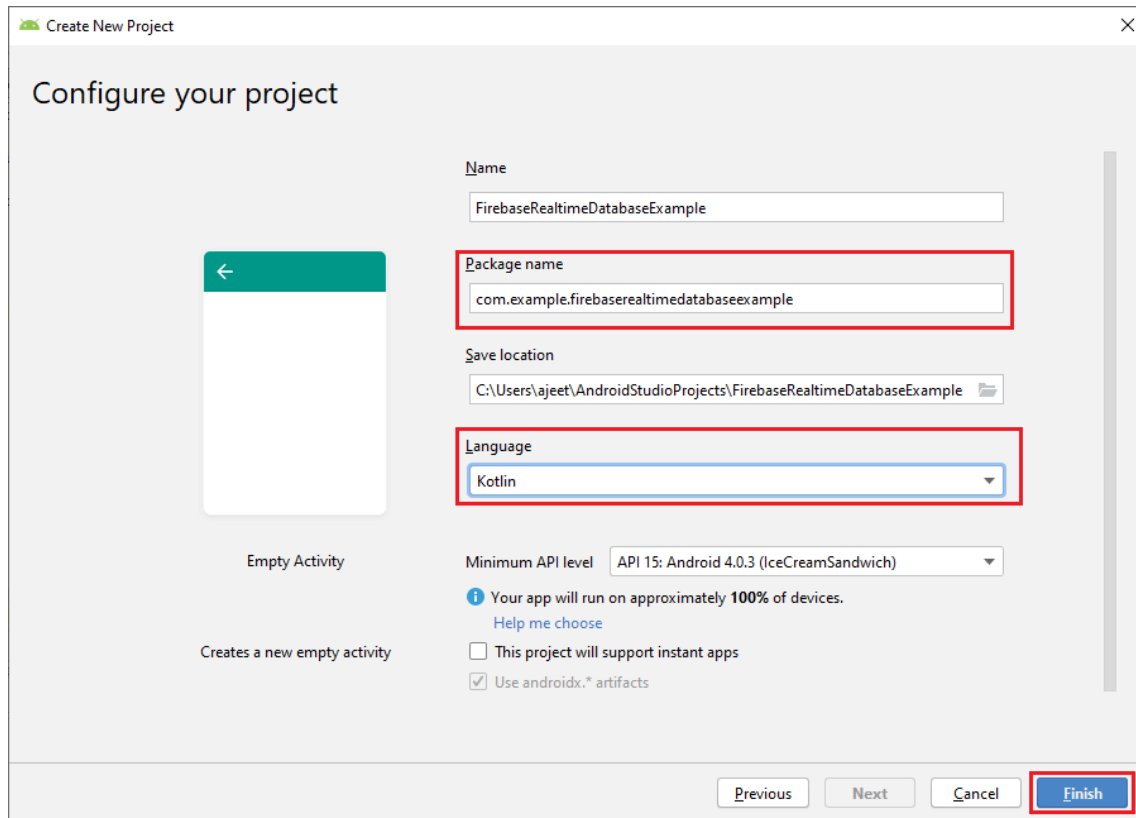 Create New Project
Configure your project
Name
FirebaseRealtimeDatabaseExample
Package name
com.example.firebaserealtimedatabaseexample
Save location
C:\Users\ajeet\AndroidStudioProjects\FirebaseRealtimeDatabaseExample
Language
Kotlin
Empty Activity
Minimum API level API 15: Android 4.0.3 (IceCreamSandwich)
Your app will run on approximately 100% of devices.
Help me choose
Creates a new empty activity
This project will support instant apps
Use androidx.* artifacts
Previous Next Cancel Finish